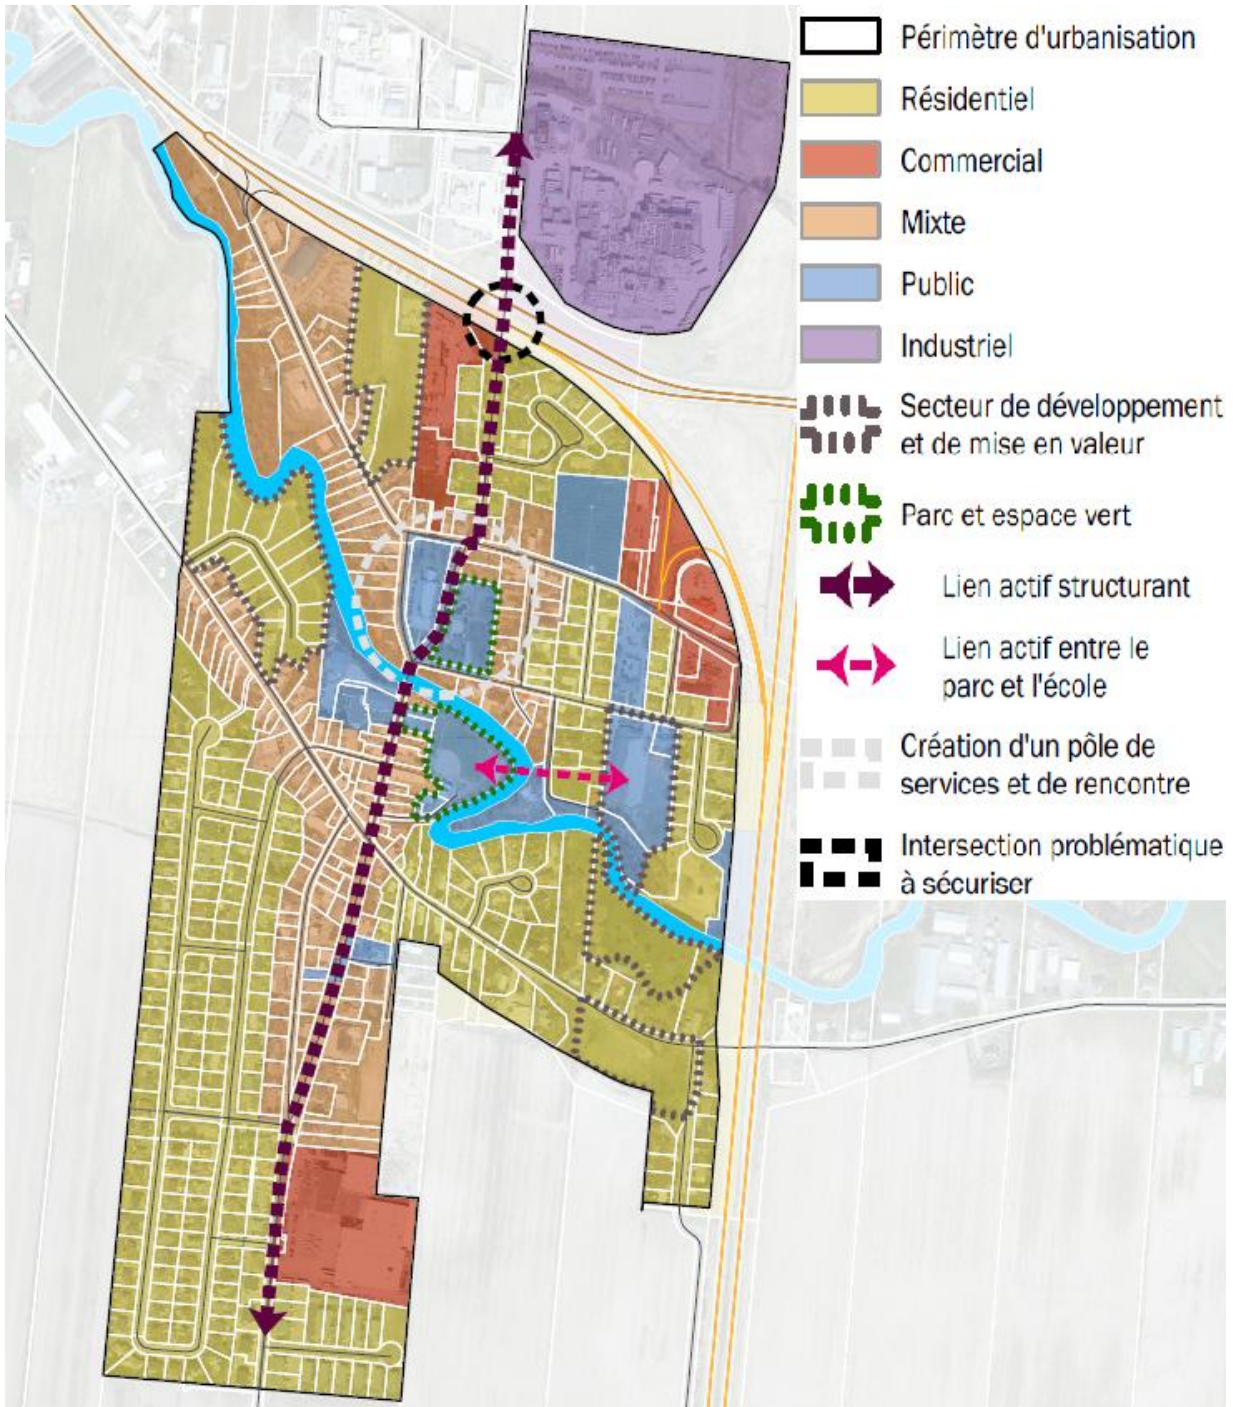 Périmètre d'urbanisation
Résidentiel
Commercial
Mixte
Public
Industriel
Secteur de développement
et de mise en valeur
Parc et espace vert
Lien actif structurant
Lien actif entre le
parc et l'école
Création d'un pôle de
services et de rencontre
Intersection problématique
à sécuriser